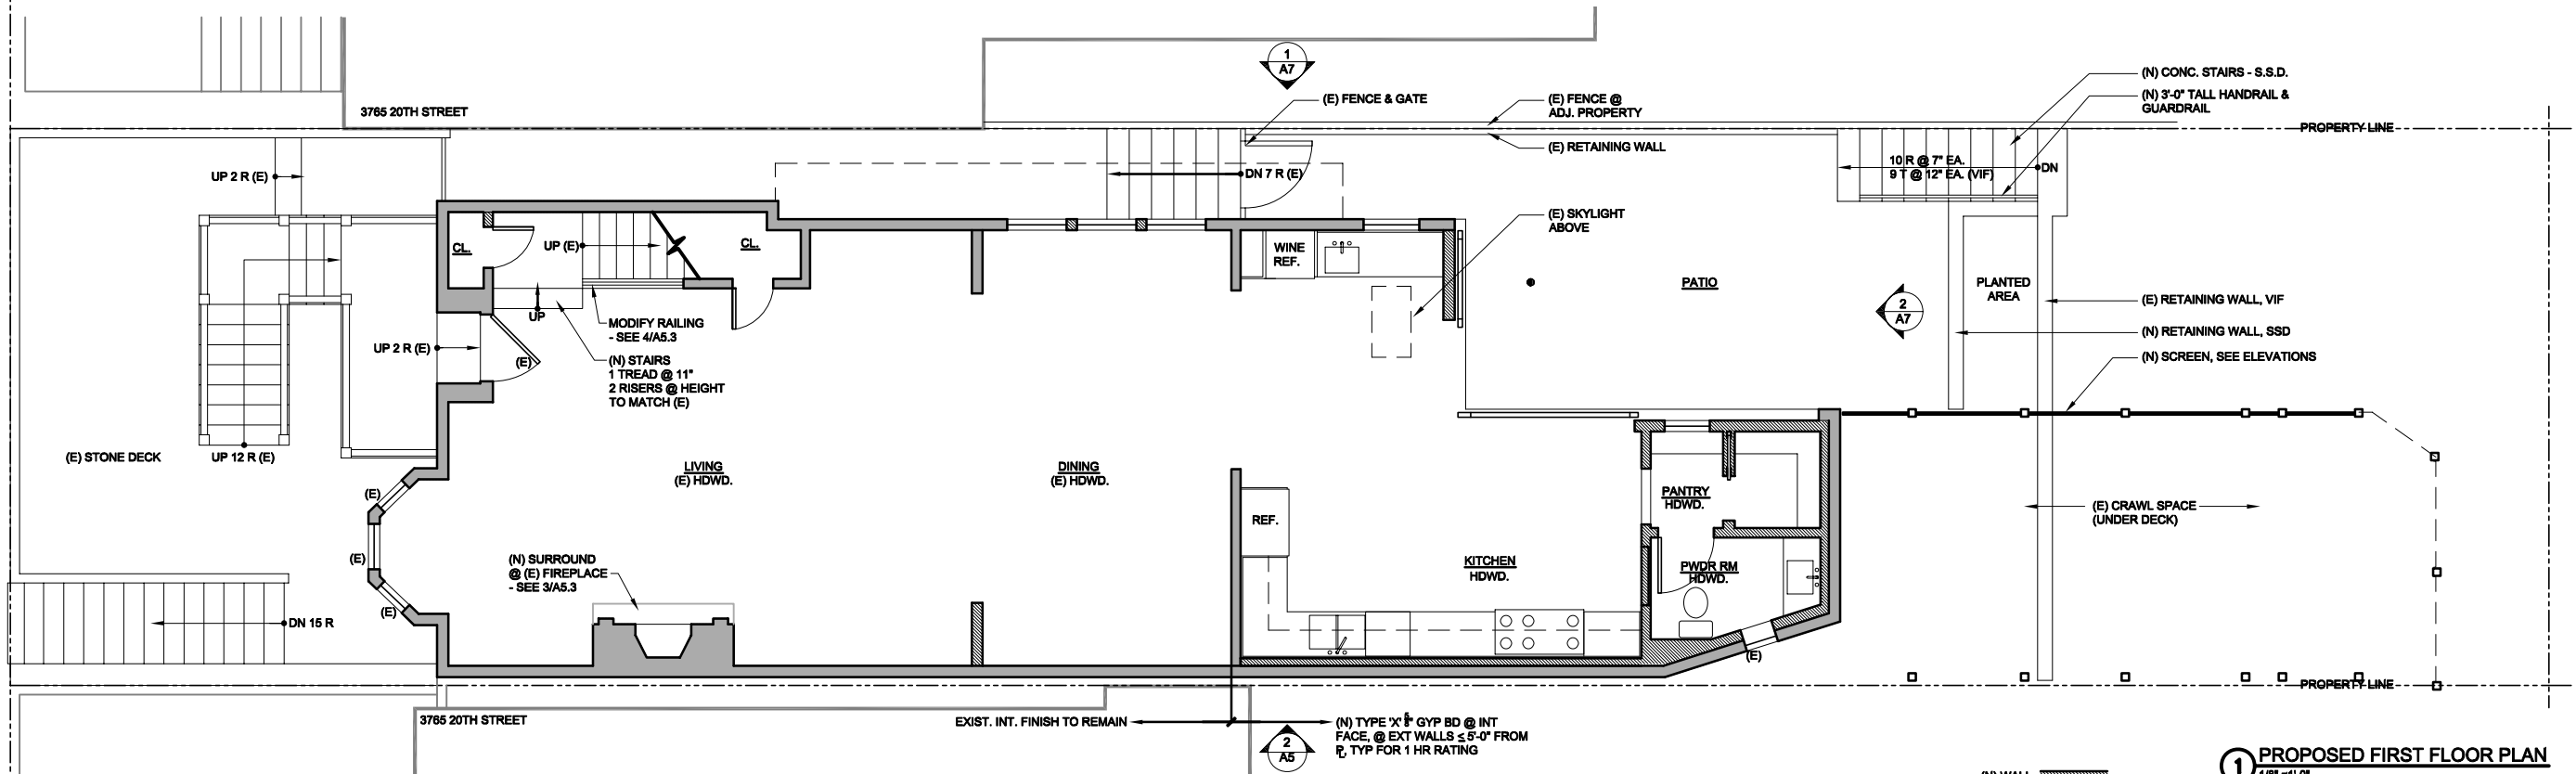 1
A7
(N) CONC. STAIRS - S.S.D.
(N) 3'-0" TALL HANDRAIL &
GUARDRAIL
(E) FENCE & GATE
(E) FENCE @
ADJ. PROPERTY
3765 20TH STREET
PROPERTY LINE
(E) RETAINING WALL
10 R @ 7" EA.
9 T @ 12" EA. (VIF)
DN
UP 2 R (E)
DN 7 R (E)
(E) SKYLIGHT
ABOVE
CL.
UP (E)
CL.
WINE
REF.
PATIO
PLANTED
AREA
2
A7
(E) RETAINING WALL, VIF
UP
MODIFY RAILING
- SEE 4/A5.3
(N) RETAINING WALL, SSD
UP 2 R (E)
(E)
(N) STAIRS
1 TREAD @ 11"
2 RISERS @ HEIGHT
TO MATCH (E)
(N) SCREEN, SEE ELEVATIONS
(E) STONE DECK
UP 12 R (E)
LIVING
(E) HDWD.
DINING
(E) HDWD.
(E)
PANTRY
HDWD.
REF.
(E) CRAWL SPACE
(UNDER DECK)
(E)
(N) SURROUND
@ (E) FIREPLACE
- SEE 3/A5.3
KITCHEN
HDWD.
PWDR RM
HDWD.
(E)
DN 15 R
(E)
PROPERTY LINE
3765 20TH STREET
EXIST. INT. FINISH TO REMAIN
(N) TYPE 'X' ⅝" GYP BD @ INT
FACE, @ EXT WALLS ≤ 5'-0" FROM
PL, TYP FOR 1 HR RATING
2
A5
1
PROPOSED FIRST FLOOR PLAN